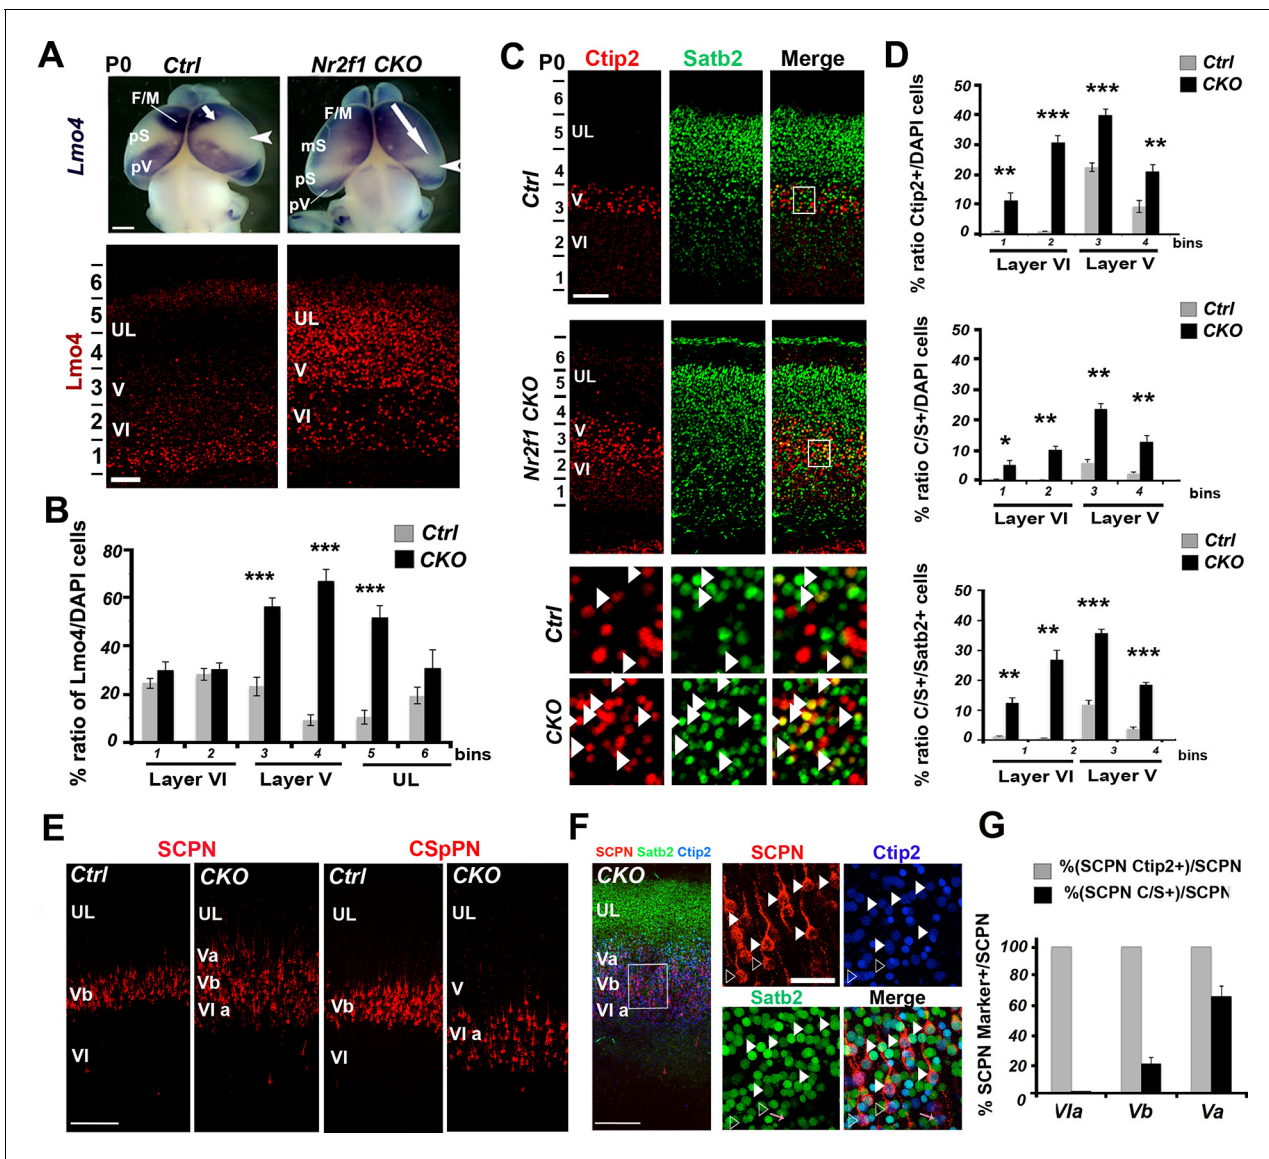 A
P0
Ctrl
Nr2f1 CKO
Lmo4
F/M
pS
pV
F/M
mS
pS
pV
Lmo4
6
5
4
3
2
1
UL
V
VI
UL
V
VI
B
% ratio of Lmo4/DAPI cells
Ctrl
CKO
80
60
40
20
0
***
***
***
1 2 3 4 5 6 bins
Layer VI Layer V UL
C
P0
Ctip2
Satb2
Merge
Ctrl
6
5
4
3
2
1
UL
V
VI
Nr2f1 CKO
6
5
4
3
2
1
UL
V
VI
Ctrl
CKO
D
Ctrl
CKO
% ratio Ctip2+/DAPI cells
50
40
30
20
10
0
**
***
***
**
1 2 3 4 bins
Layer VI Layer V
Ctrl
CKO
% ratio C/S+/DAPI cells
50
40
30
20
10
0
*
**
**
**
1 2 3 4 bins
Layer VI Layer V
Ctrl
CKO
% ratio C/S+/Satb2+ cells
50
40
30
20
10
0
**
**
***
***
1 2 3 4 bins
Layer VI Layer V
E
SCPN
CSpPN
Ctrl
UL
Vb
VI
CKO
UL
Va
Vb
VI a
Ctrl
UL
Vb
VI
CKO
UL
V
VI a
F
SCPN Satb2 Ctip2
CKO
UL
Va
Vb
VI a
SCPN
Ctip2
Satb2
Merge
G
%(SCPN Ctip2+)/SCPN
%(SCPN C/S+)/SCPN
% SCPN Marker+/SCPN
100
80
60
40
20
0
VIa Vb Va